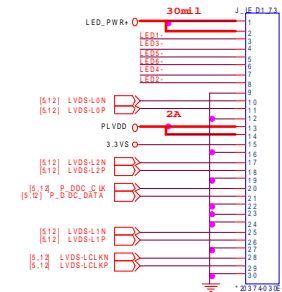 30mil
J_LED1.73
LED_PWR+
1
2
LED1-
3
LED3-
4
LED5-
5
LED6-
6
LED4-
7
LED2-
8
9
[5,12] LVDS-L0N
10
[5,12] LVDS-L0P
11
12
2A
PLVDD
13
14
3.3VS
15
16
[5,12] LVDS-L2N
17
[5,12] LVDS-L2P
18
19
[5,12] P_DDC_CLK
20
[5,12] P_DDC_DATA
21
22
23
24
[5,12] LVDS-L1N
25
[5,12] LVDS-L1P
26
27
[5,12] LVDS-LCLKN
28
[5,12] LVDS-LCLKP
29
30
*20374-030E-